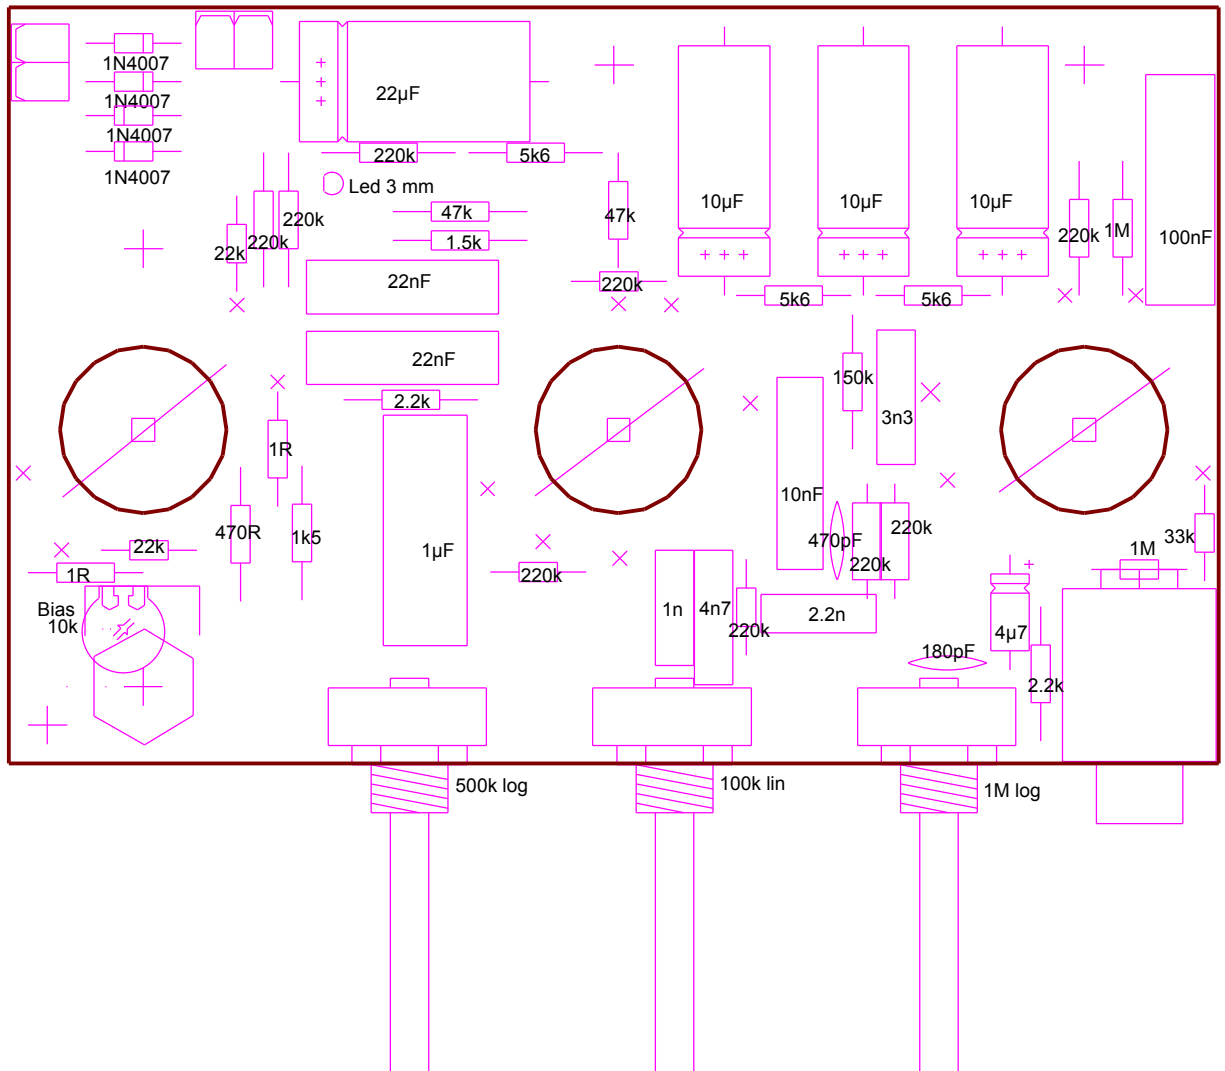 1N4007
1N4007
1N4007
1N4007
22µF
220k
5k6
Led 3 mm
47k
1.5k
22k
220k
220k
47k
220k
10µF
10µF
10µF
220k
1M
100nF
5k6
5k6
22nF
22nF
2.2k
150k
3n3
1R
10nF
470R
1k5
1µF
470pF
220k
220k
33k
22k
1R
220k
1M
Bias
10k
1n
4n7
220k
2.2n
4µ7
180pF
2.2k
500k log
100k lin
1M log